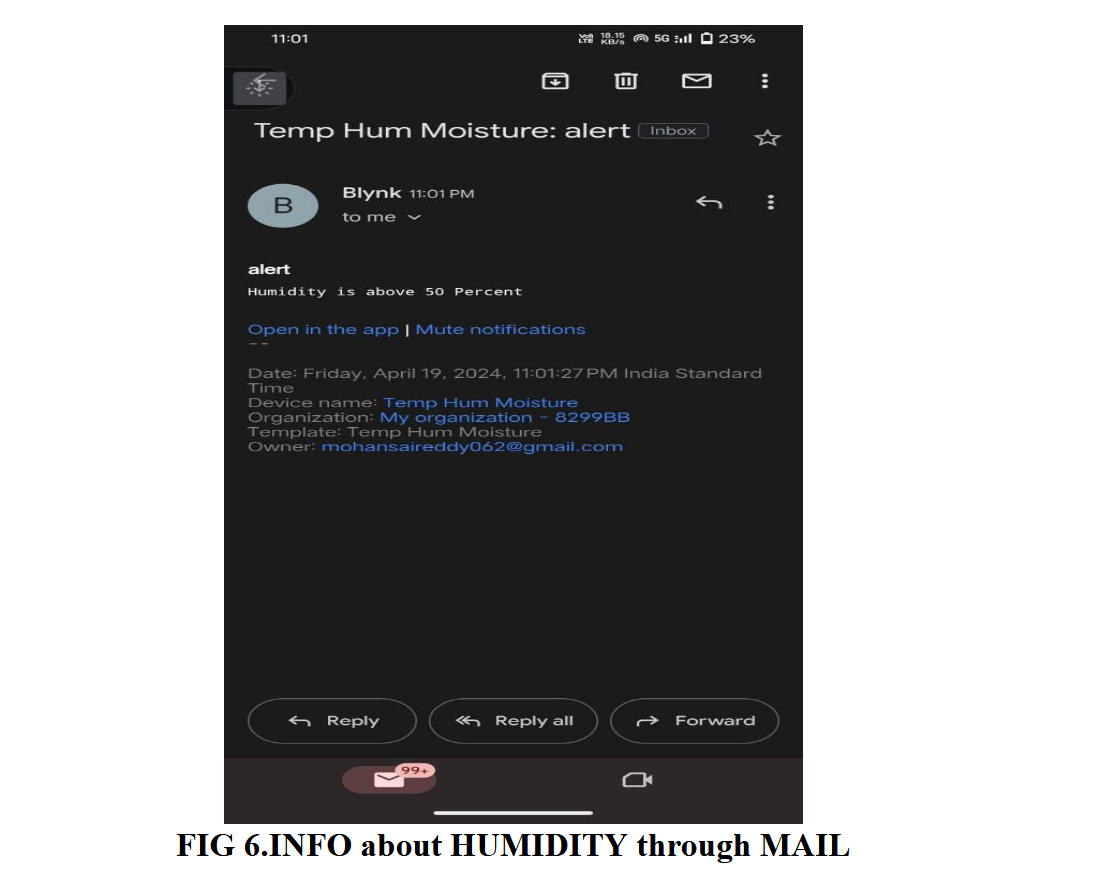 11:01 Vo) LTE 18.15 KB/s 5G 23%
Temp Hum Moisture: alert Inbox
B
Blynk 11:01 PM
to me
alert
Humidity is above 50 Percent
Open in the app | Mute notifications
--
Date: Friday, April 19, 2024, 11:01:27 PM India Standard
Time
Device name: Temp Hum Moisture
Organization: My organization - 8299BB
Template: Temp Hum Moisture
Owner: mohansaireddy062@gmail.com
Reply Reply all Forward
99+
FIG 6.INFO about HUMIDITY through MAIL